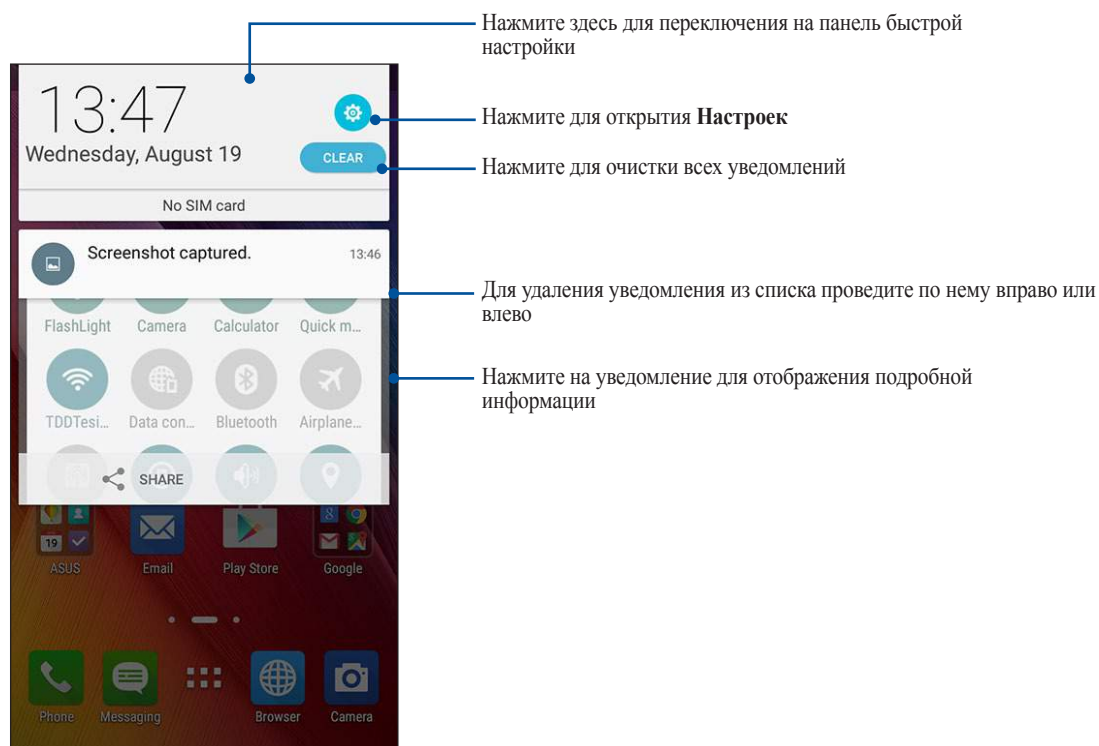 Нажмите здесь для переключения на панель быстрой
настройки
13:47
Нажмите для открытия Настроек
Wednesday, August 19
CLEAR
Нажмите для очистки всех уведомлений
No SIM card
Screenshot captured.
13:46
Для удаления уведомления из списка проведите по нему вправо или
влево
FlashLight
Camera
Calculator
Quick m...
Нажмите на уведомление для отображения подробной
информации
TDDTesi...
Data con...
Bluetooth
Airplane...
SHARE
19
8
ASUS
Email
Play Store
Google
Phone
Messaging
Browser
Camera